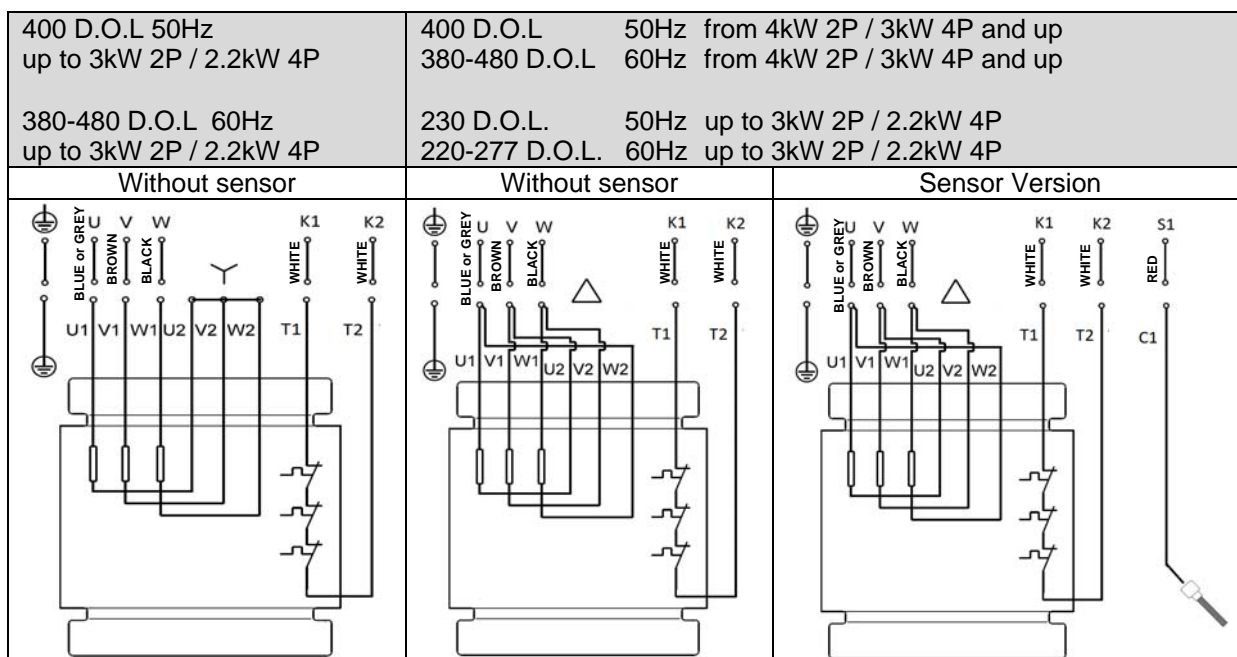 400 D.O.L 50Hz
up to 3kW 2P / 2.2kW 4P
380-480 D.O.L 60Hz
up to 3kW 2P / 2.2kW 4P
400 D.O.L 50Hz from 4kW 2P / 3kW 4P and up
380-480 D.O.L 60Hz from 4kW 2P / 3kW 4P and up
230 D.O.L. 50Hz up to 3kW 2P / 2.2kW 4P
220-277 D.O.L. 60Hz up to 3kW 2P / 2.2kW 4P
Without sensor
Without sensor
Sensor Version
U V W K1 K2
BLUE or GREY
BROWN
BLACK
WHITE
WHITE
U1 V1 W1 U2 V2 W2 T1 T2
U V W K1 K2
BLUE or GREY
BROWN
BLACK
WHITE
WHITE
T1 T2
U1 V1 W1 U2 V2 W2
U V W K1 K2 S1
BLUE or GREY
BROWN
BLACK
WHITE
WHITE
RED
T1 T2 C1
U1 V1 W1 U2 V2 W2